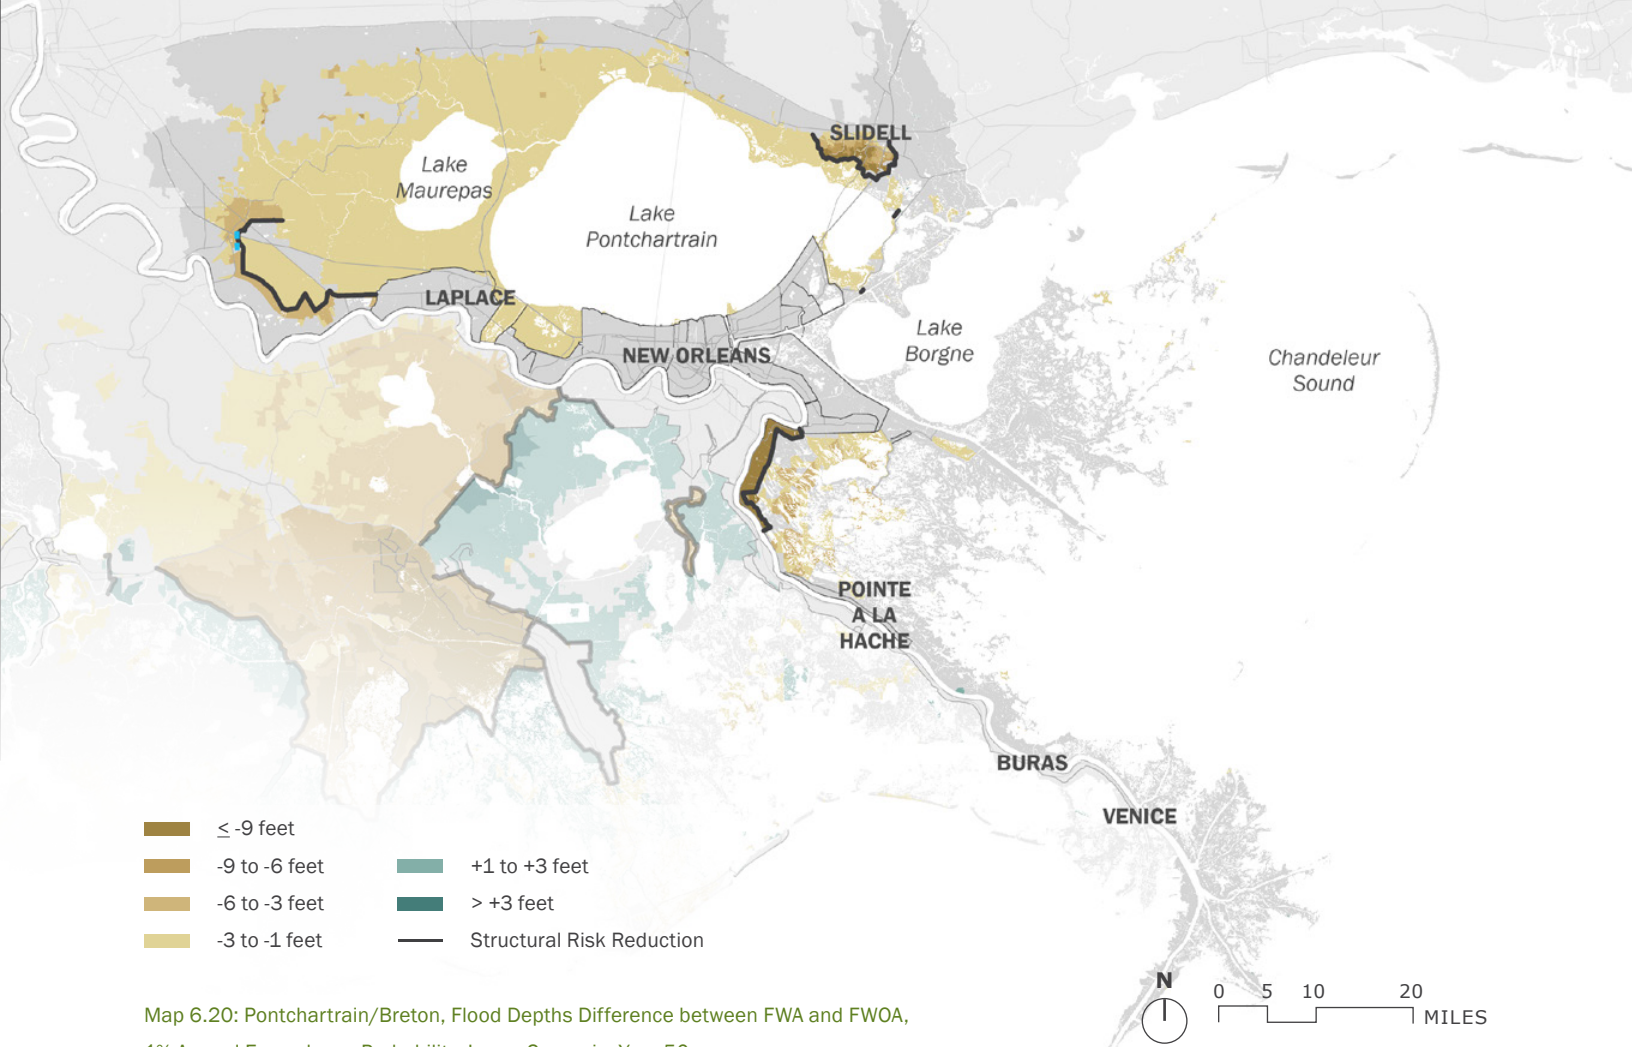 SLIDELL
Lake
Maurepas
Lake
Pontchartrain
LAPLACE
NEW ORLEANS
Lake
Borgne
Chandeleur
Sound
POINTE
A LA
HACHE
BURAS
VENICE
≤ -9 feet
-9 to -6 feet
+1 to +3 feet
-6 to -3 feet
> +3 feet
-3 to -1 feet
Structural Risk Reduction
N
0 5 10 20
MILES
Map 6.20: Pontchartrain/Breton, Flood Depths Difference between FWA and FWOA,